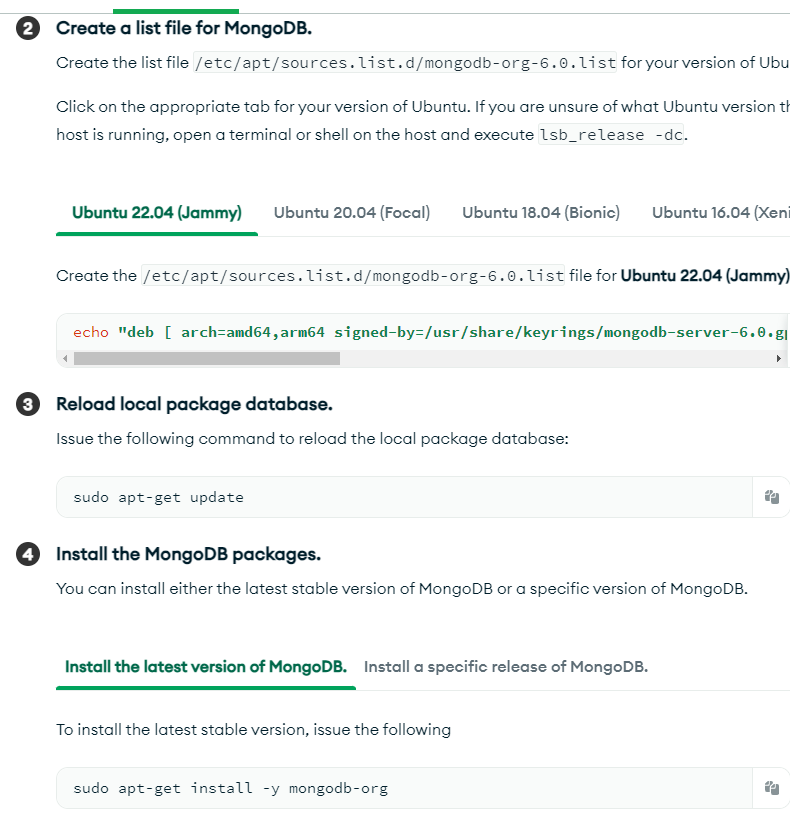 2 Create a list file for MongoDB.
Create the list file /etc/apt/sources.list.d/mongodb-org-6.0.list for your version of Ubu
Click on the appropriate tab for your version of Ubuntu. If you are unsure of what Ubuntu version th
host is running, open a terminal or shell on the host and execute lsb_release -dc.
Ubuntu 22.04 (Jammy) Ubuntu 20.04 (Focal) Ubuntu 18.04 (Bionic) Ubuntu 16.04 (Xeni
Create the /etc/apt/sources.list.d/mongodb-org-6.0.list file for Ubuntu 22.04 (Jammy)
echo "deb [ arch=amd64,arm64 signed-by=/usr/share/keyrings/mongodb-server-6.0.gp
3 Reload local package database.
Issue the following command to reload the local package database:
sudo apt-get update
4 Install the MongoDB packages.
You can install either the latest stable version of MongoDB or a specific version of MongoDB.
Install the latest version of MongoDB. Install a specific release of MongoDB.
To install the latest stable version, issue the following
sudo apt-get install -y mongodb-org